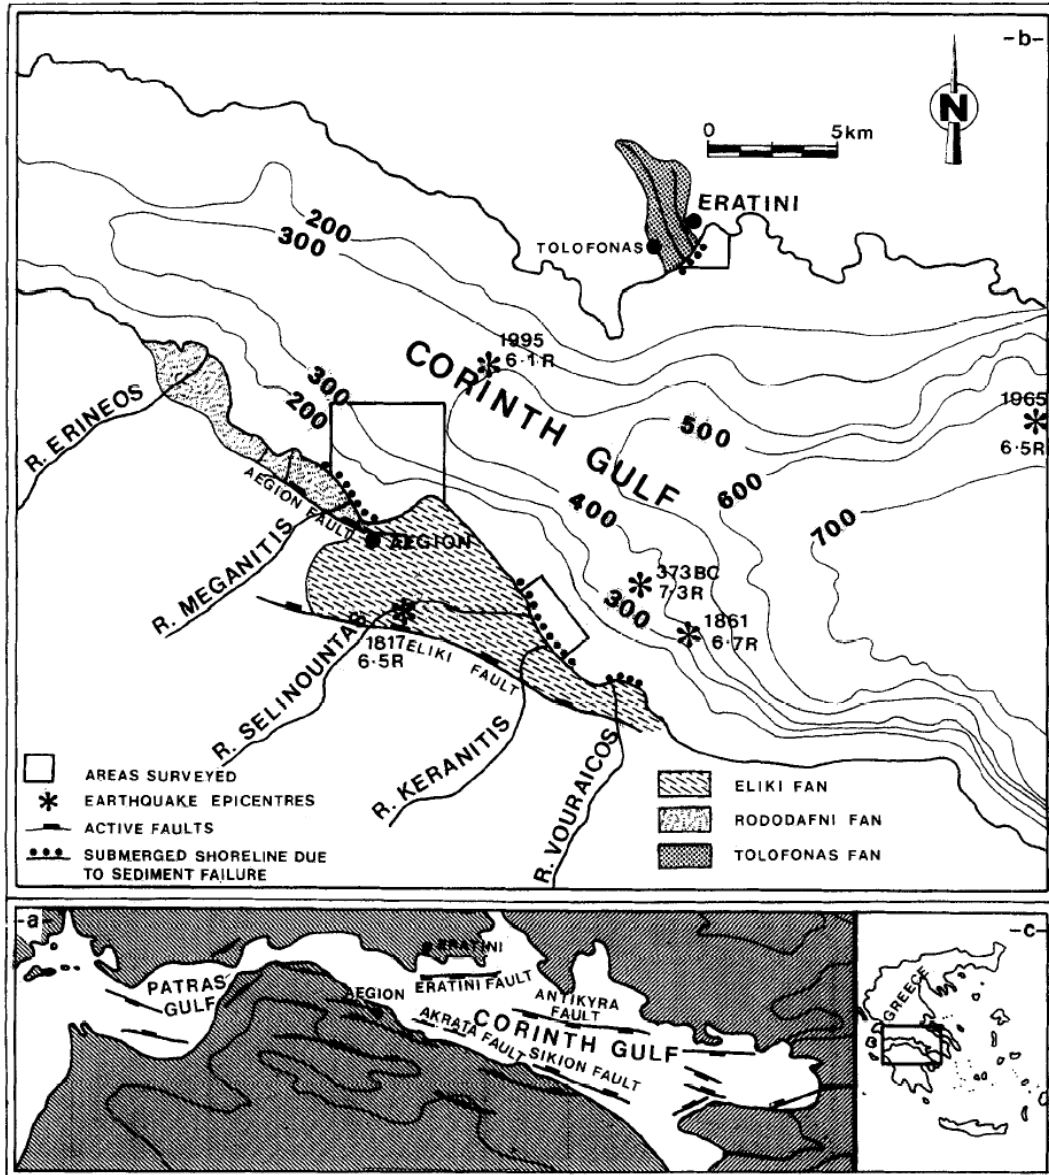 -b-
N
0 5km
ERATINI
TOLOFONAS
200
300
1995
6·1R
CORINTH GULF
1965
6·5R
300
200
500
600
400
700
R. ERINEOS
AEGION FAULT
AEGION
R. MEGANITIS
373BC
7·3R
300
1861
6·7R
1817
6·5R
ELIKI FAULT
R. SELINOUNTAS
R. KERANITIS
R. VOURAICOS
AREAS SURVEYED
EARTHQUAKE EPICENTRES
ACTIVE FAULTS
SUBMERGED SHORELINE DUE
TO SEDIMENT FAILURE
ELIKI FAN
RODODAFNI FAN
TOLOFONAS FAN
-a-
ERATINI
PATRAS
GULF
ERATINI FAULT
AEGION
ANTIKYRA
FAULT
AKRATA FAULT
CORINTH GULF
SIKION FAULT
-c-
GREECE